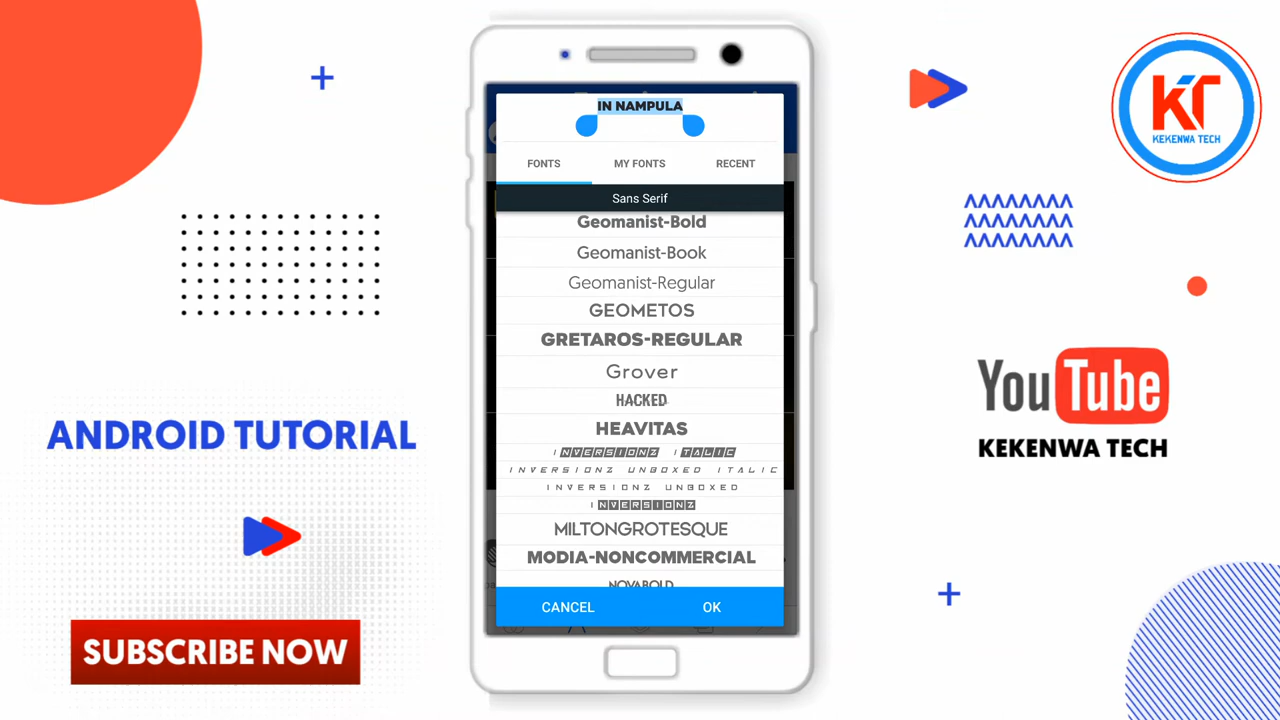 IN NAMPULA
FONTS MY FONTS RECENT
Sans Serif
Geomanist-Bold
Geomanist-Book
Geomanist-Regular
GEOMETOS
GRETAROS-REGULAR
Grover
HACKED
HEAVITAS
INVERSIONZ ITALIC
INVERSIONZ UNBOXED ITALIC
INVERSIONZ UNBOXED
INVERSIONZ
MILTONGROTESQUE
MODIA-NONCOMMERCIAL
NOVABOLD
CANCEL OK
ANDROID TUTORIAL
SUBSCRIBE NOW
KT
KEKENWA TECH
YouTube
KEKENWA TECH